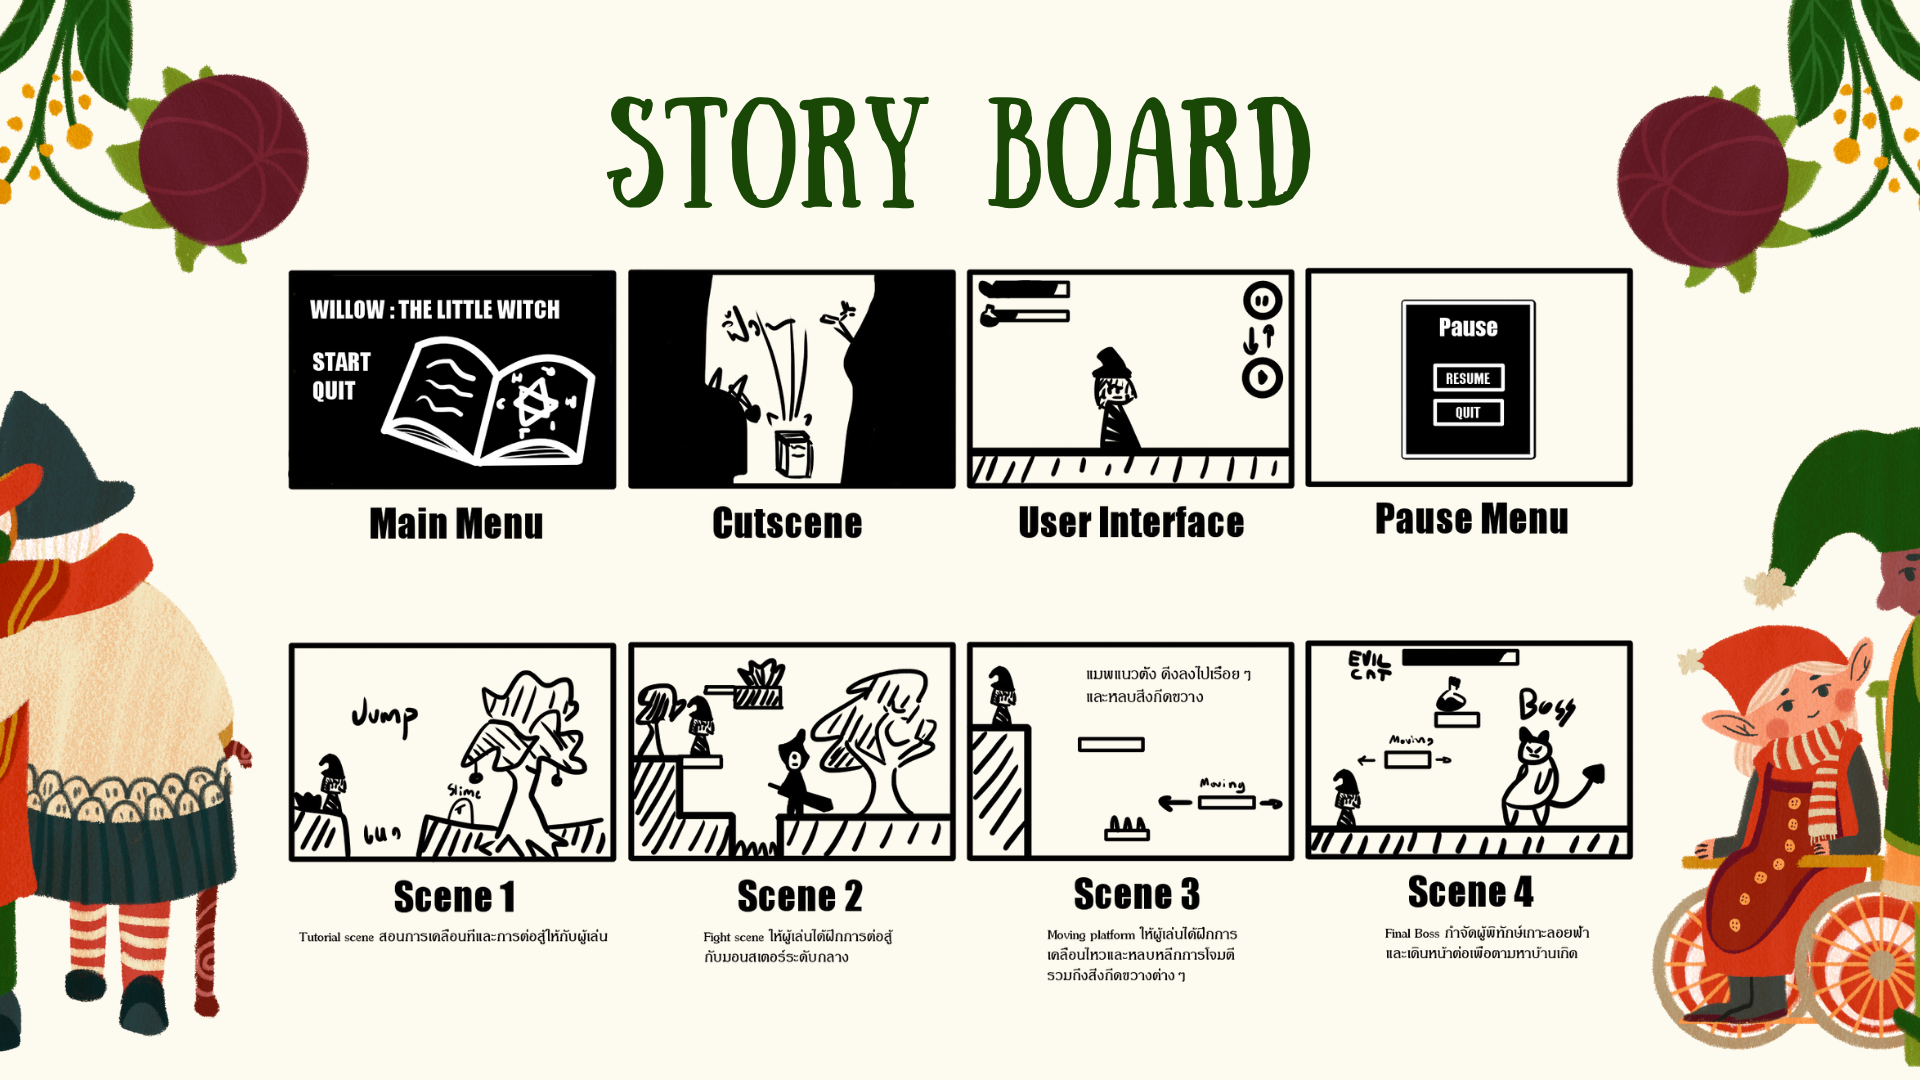 STORY BOARD
WILLOW : THE LITTLE WITCH
START
QUIT
Main Menu
Cutscene
User Interface
Pause
RESUME
QUIT
Pause Menu
Jump
Slime
Scene 1
Tutorial scene สอนการเคลื่อนที่และการต่อสู้ให้กับผู้เล่น
Scene 2
Fight scene ให้ผู้เล่นได้ฝึกการต่อสู้
กับมอนสเตอร์ระดับกลาง
แมพแนวดิ่ง ดิ่งลงไปเรื่อย ๆ
และหลบสิ่งกีดขวาง
Moving
Scene 3
Moving platform ให้ผู้เล่นได้ฝึกการ
เคลื่อนไหวและหลบหลีกการโจมตี
รวมถึงสิ่งกีดขวางต่าง ๆ
EVIL
CAT
Boss
Moving
Scene 4
Final Boss กำจัดผู้พิทักษ์เกาะลอยฟ้า
และเดินหน้าต่อเพื่อตามหาบ้านเกิด